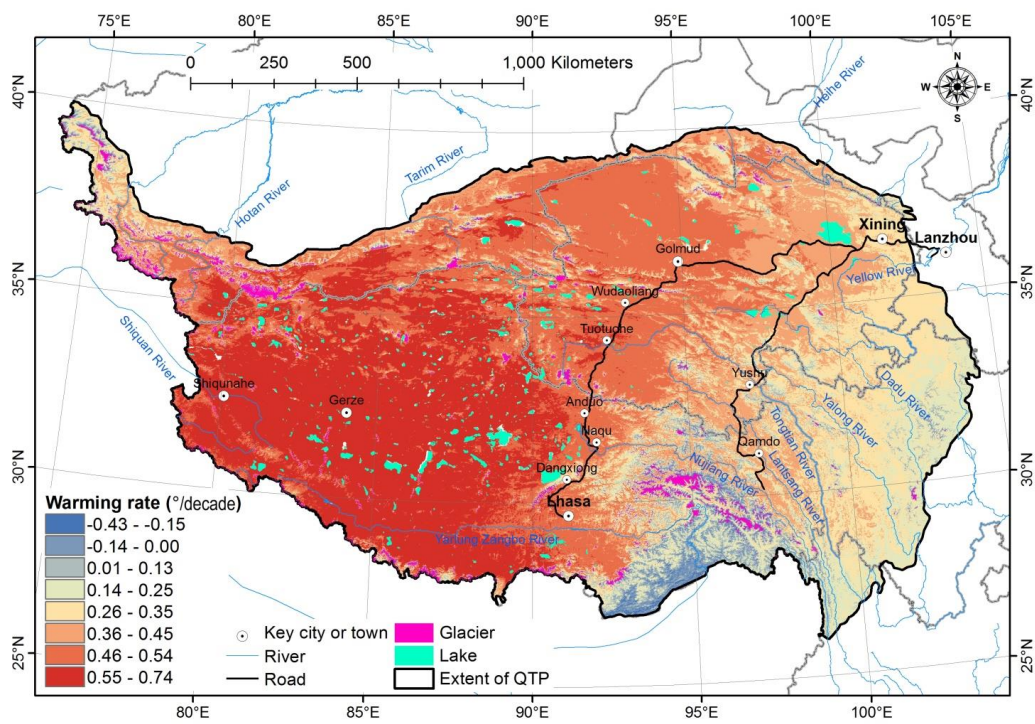 75°E 80°E 85°E 90°E 95°E 100°E 105°E
0 250 500 1,000 Kilometers
N
W E
S
40°N
40°N
Heihe River
Tarim River
Hotan River
Xining
Lanzhou
Golmud
35°N
35°N
Yellow River
Wudaoliang
Tuotuohe
Shiquan River
Shiqunahe
Gerze
Yushu
Anduo
Dadu River
Yalong River
Tongtian River
Naqu
Qamdo
30°N
30°N
Dangxiong
Nujiang River
Lantsang River
Lhasa
Yarlung Zangbo River
Warming rate (°/decade)
-0.43 - -0.15
-0.14 - 0.00
0.01 - 0.13
0.14 - 0.25
0.26 - 0.35
0.36 - 0.45
0.46 - 0.54
0.55 - 0.74
Key city or town
River
Road
Glacier
Lake
Extent of QTP
25°N
25°N
80°E 85°E 90°E 95°E 100°E